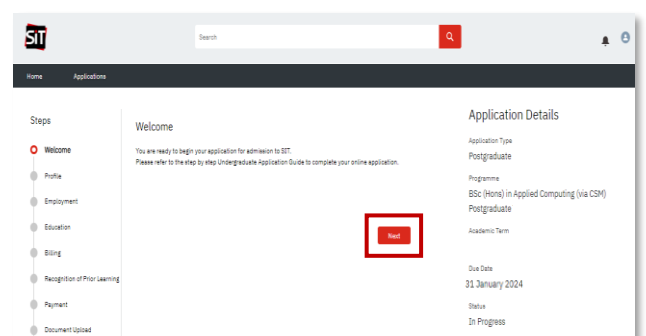 SiT
Search
Home Applications
Steps
Welcome
Profile
Employment
Education
Billing
Recognition of Prior Learning
Payment
Document Upload
Welcome
You are ready to begin your application for admission to SIT.
Please refer to the step by step Undergraduate Application Guide to complete your online application.
Next
Application Details
Application Type
Postgraduate
Programme
BSc (Hons) in Applied Computing (via CSM)
Postgraduate
Academic Term
Due Date
31 January 2024
Status
In Progress